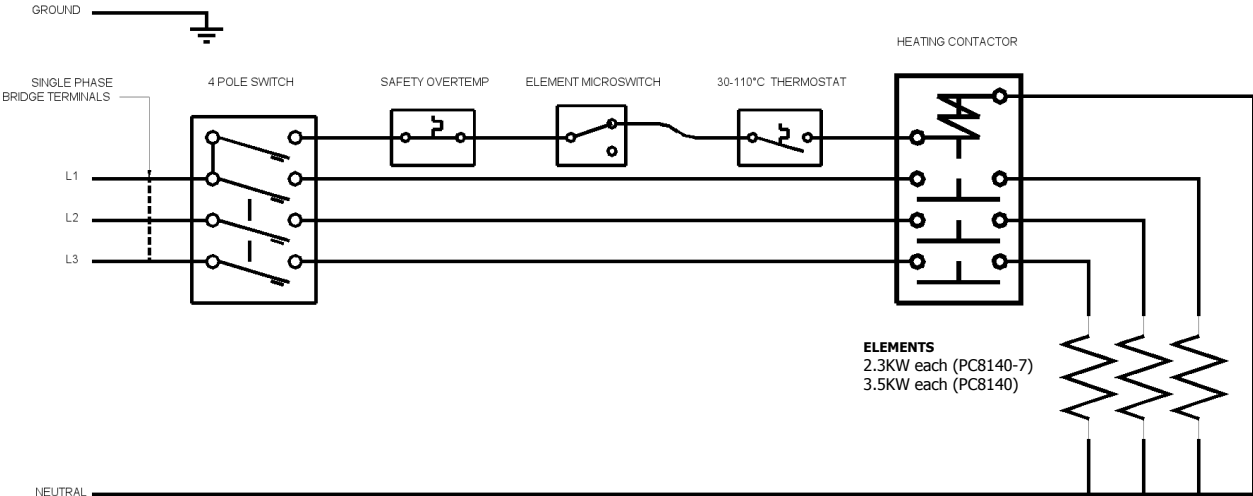 GROUND
HEATING CONTACTOR
SINGLE PHASE
BRIDGE TERMINALS
4 POLE SWITCH
SAFETY OVERTEMP
ELEMENT MICROSWITCH
30-110°C THERMOSTAT
L1
L2
L3
ELEMENTS
2.3KW each (PC8140-7)
3.5KW each (PC8140)
NEUTRAL